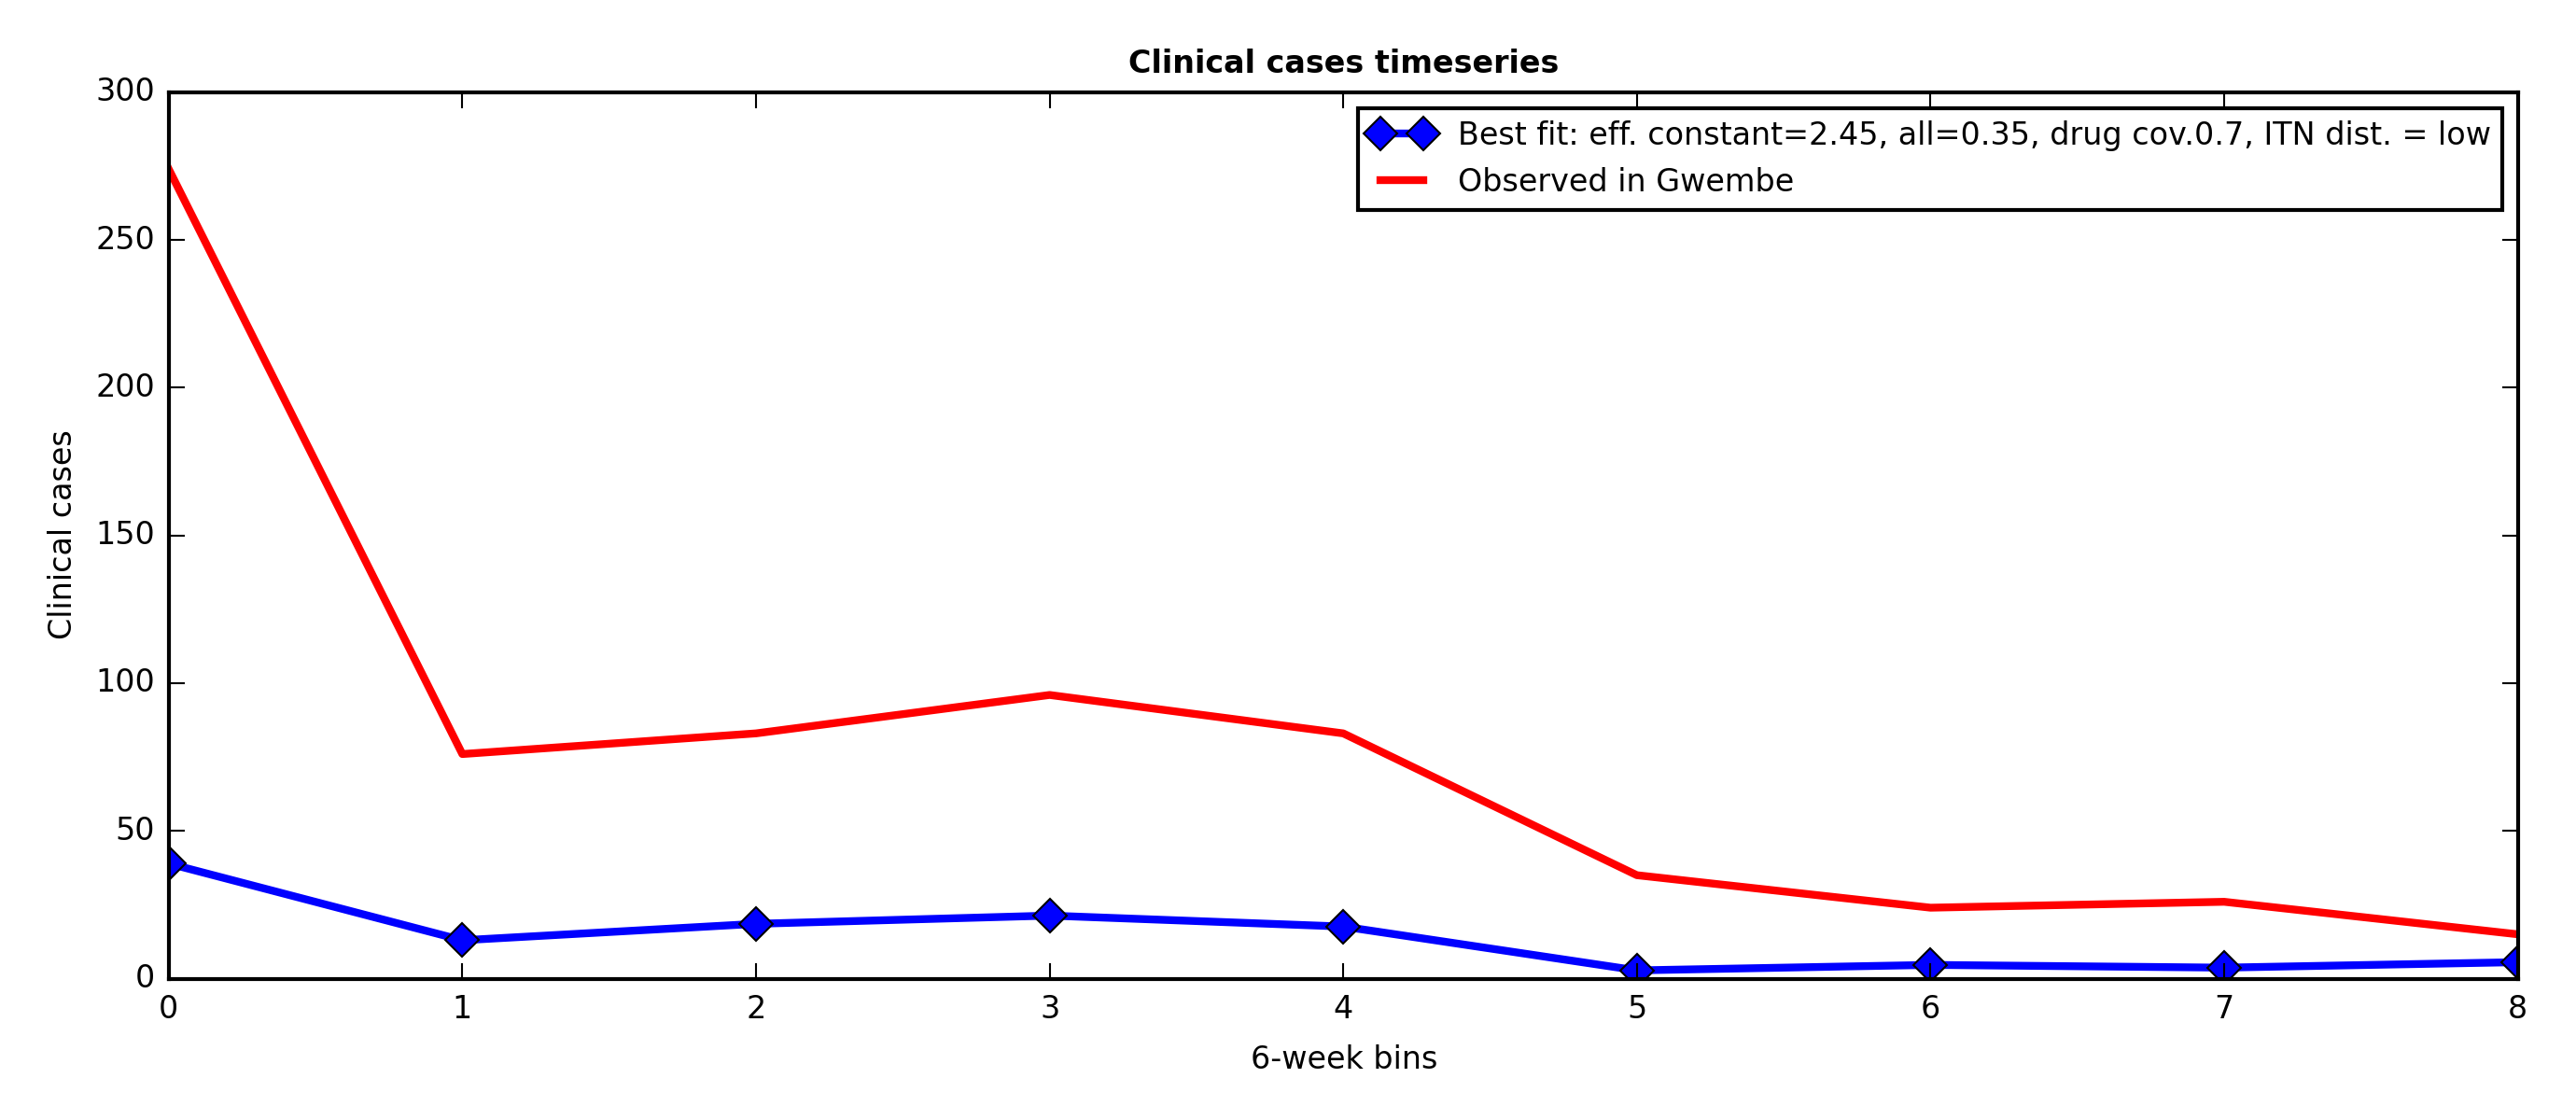 Clinical cases timeseries
Best fit: eff. constant=2.45, all=0.35, drug cov.0.7, ITN dist. = low
Observed in Gwembe
Clinical cases
300
250
200
150
100
50
0
0 1 2 3 4 5 6 7 8
6-week bins